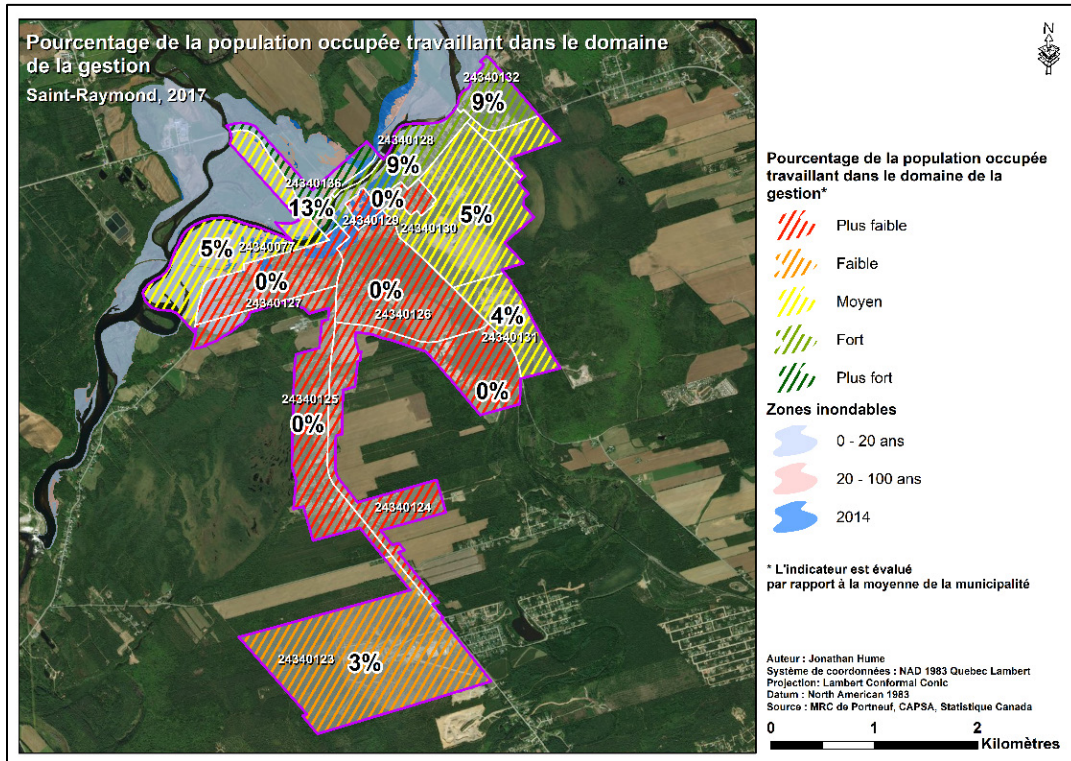 Pourcentage de la population occupée travaillant dans le domaine
de la gestion
Saint-Raymond, 2017
N
24340132
9%
24340128
9%
24340136
13%
0%
24340129
24340130
5%
5%
24340077
0%
24340127
0%
24340126
4%
24340131
0%
24340125
0%
24340124
24340123
3%
Pourcentage de la population occupée
travaillant dans le domaine de la
gestion*
Plus faible
Faible
Moyen
Fort
Plus fort
Zones inondables
0 - 20 ans
20 - 100 ans
2014
* L'indicateur est évalué
par rapport à la moyenne de la municipalité
Auteur : Jonathan Hume
Système de coordonnées : NAD 1983 Quebec Lambert
Projection: Lambert Conformal Conic
Datum : North American 1983
Source : MRC de Portneuf, CAPSA, Statistique Canada
0 1 2
Kilomètres